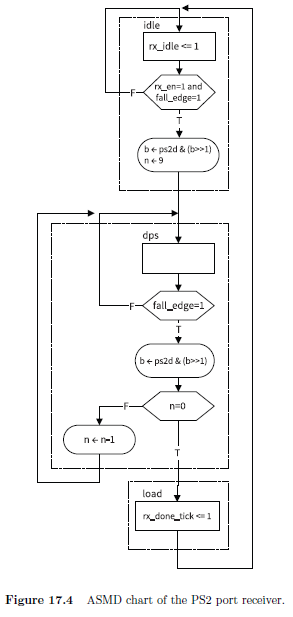 idle
rx_idle <= 1
rx_en=1 and
fall_edge=1
F
T
b ← ps2d & (b>>1)
n ← 9
dps
fall_edge=1
F
T
b ← ps2d & (b>>1)
n=0
F
n ← n-1
T
load
rx_done_tick <= 1
Figure 17.4 ASMD chart of the PS2 port receiver.